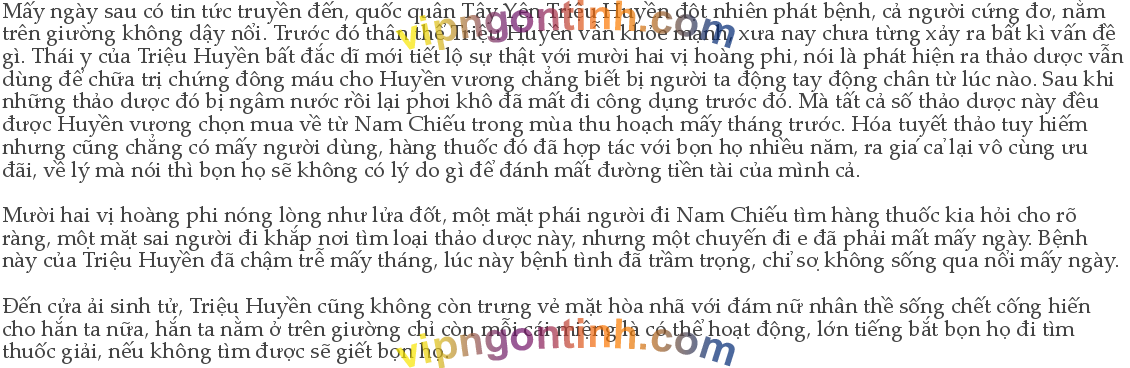 Mấy ngày sau có tin tức truyền đến, quốc quân Tây Yên Triệu Huyền đột nhiên phát bệnh, cả người cứng đơ, nằm
trên giường không dậy nổi. Trước đó thân thể Triệu Huyền vẫn khỏe mạnh, xưa nay chưa từng xảy ra bất kì vấn đề
gì. Thái y của Triệu Huyền bất đắc dĩ mới tiết lộ sự thật với mười hai vị hoàng phi, nói là phát hiện ra thảo dược vẫn
dùng để chữa trị chứng đông máu cho Huyền vương chẳng biết bị người ta động tay động chân từ lúc nào. Sau khi
những thảo dược đó bị ngâm nước rồi lại phơi khô đã mất đi công dụng trước đó. Mà tất cả số thảo dược này đều
được Huyền vương chọn mua về từ Nam Chiếu trong mùa thu hoạch mấy tháng trước. Hóa tuyết thảo tuy hiếm
nhưng cũng chẳng có mấy người dùng, hàng thuốc đó đã hợp tác với bọn họ nhiều năm, ra giá cả lại vô cùng ưu
đãi, về lý mà nói thì bọn họ sẽ không có lý do gì để đánh mất đường tiền tài của mình cả.
Mười hai vị hoàng phi nóng lòng như lửa đốt, một mặt phái người đi Nam Chiếu tìm hàng thuốc kia hỏi cho rõ
ràng, một mặt sai người đi khắp nơi tìm loại thảo dược này, nhưng một chuyến đi e đã phải mất mấy ngày. Bệnh
này của Triệu Huyền đã chậm trễ mấy tháng, lúc này bệnh tình đã trầm trọng, chỉ sợ không sống qua nổi mấy ngày.
Đến cửa ải sinh tử, Triệu Huyền cũng không còn trưng vẻ mặt hòa nhã với đám nữ nhân thề sống chết cống hiến
cho hắn ta nữa, hắn ta nằm ở trên giường chỉ còn mỗi cái miệng là có thể hoạt động, lớn tiếng bắt bọn họ đi tìm
thuốc giải, nếu không tìm được sẽ giết bọn họ.
vipngontinh.com
vipngontinh.com